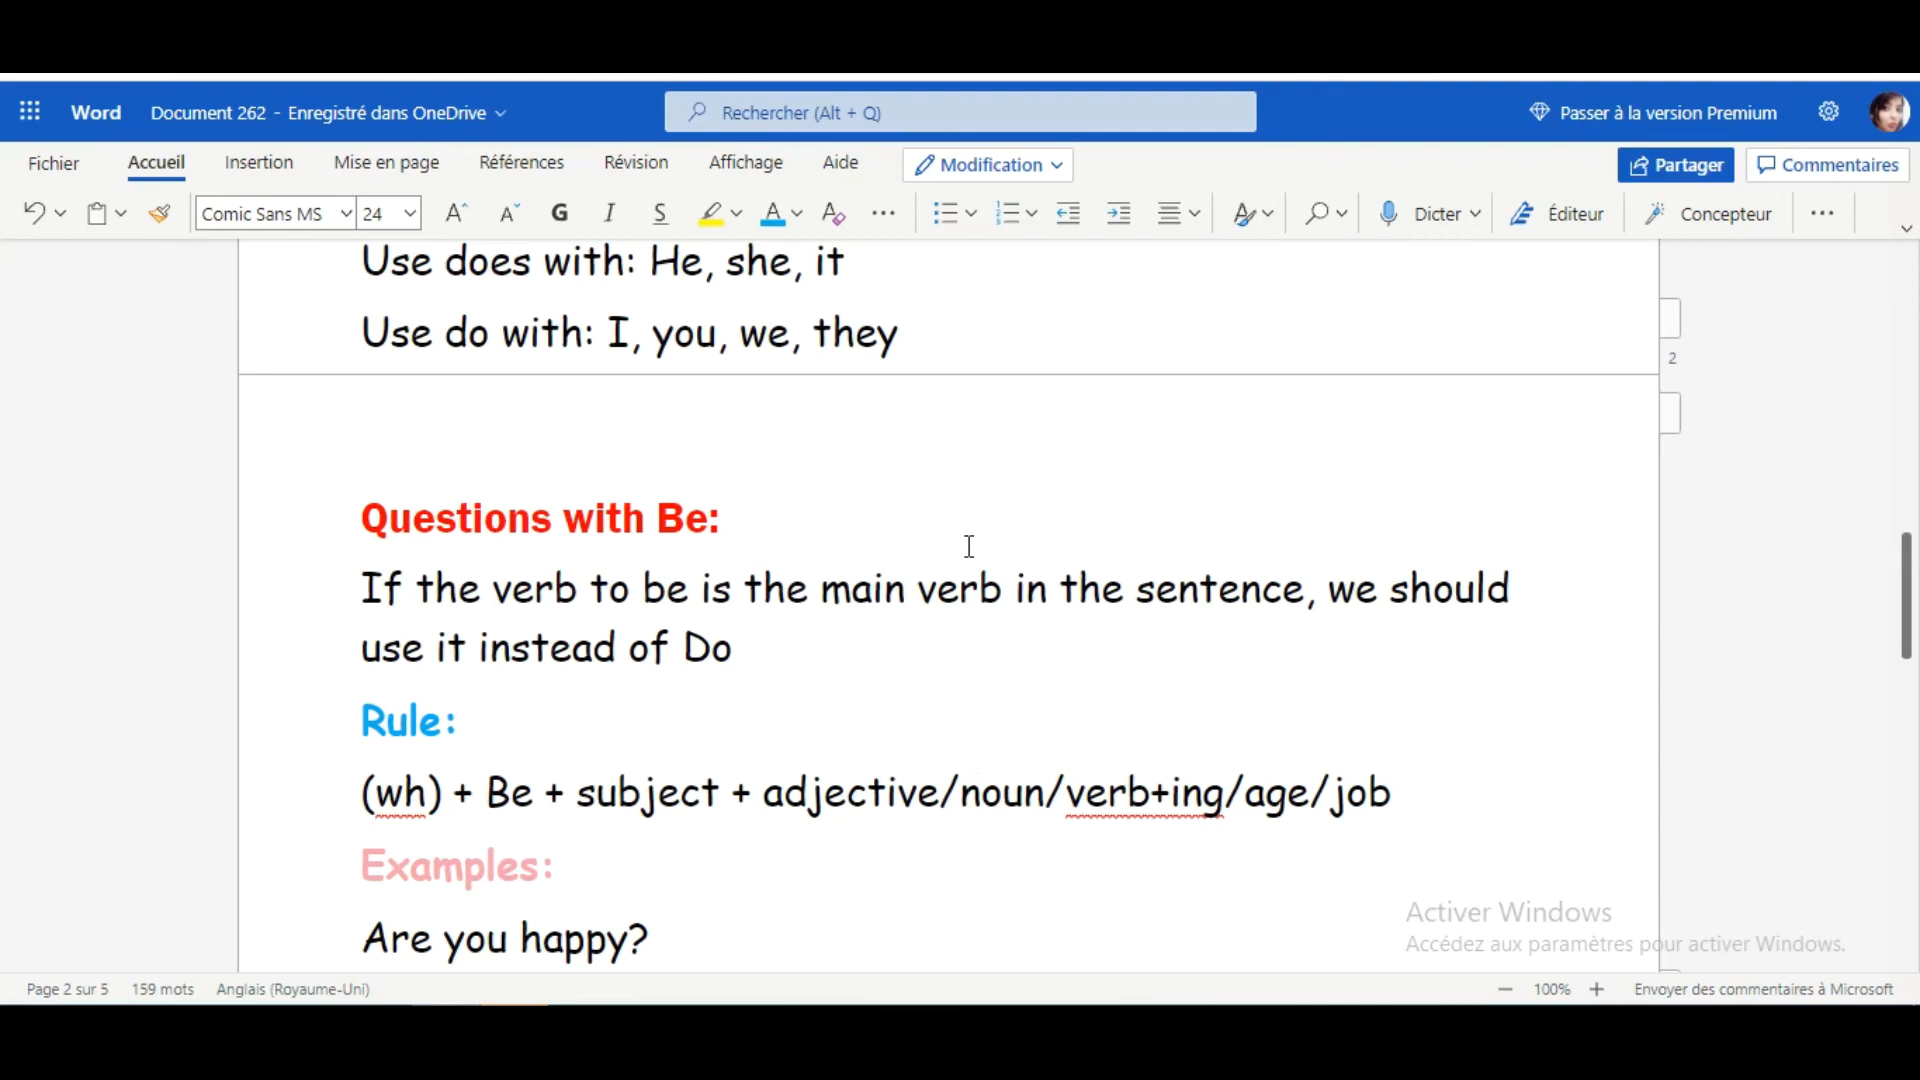 Word Document 262 - Enregistré dans OneDrive Rechercher (Alt + Q) Passer à la version Premium
Fichier Accueil Insertion Mise en page Références Révision Affichage Aide Modification Partager Commentaires
Comic Sans MS 24 A A G I S A A Dicter Éditeur Concepteur
Use does with: He, she, it
Use do with: I, you, we, they
2
Questions with Be:
If the verb to be is the main verb in the sentence, we should
use it instead of Do
Rule:
(wh) + Be + subject + adjective/noun/verb+ing/age/job
Examples:
Are you happy?
Activer Windows
Accédez aux paramètres pour activer Windows.
Page 2 sur 5 159 mots Anglais (Royaume-Uni) 100% Envoyer des commentaires à Microsoft